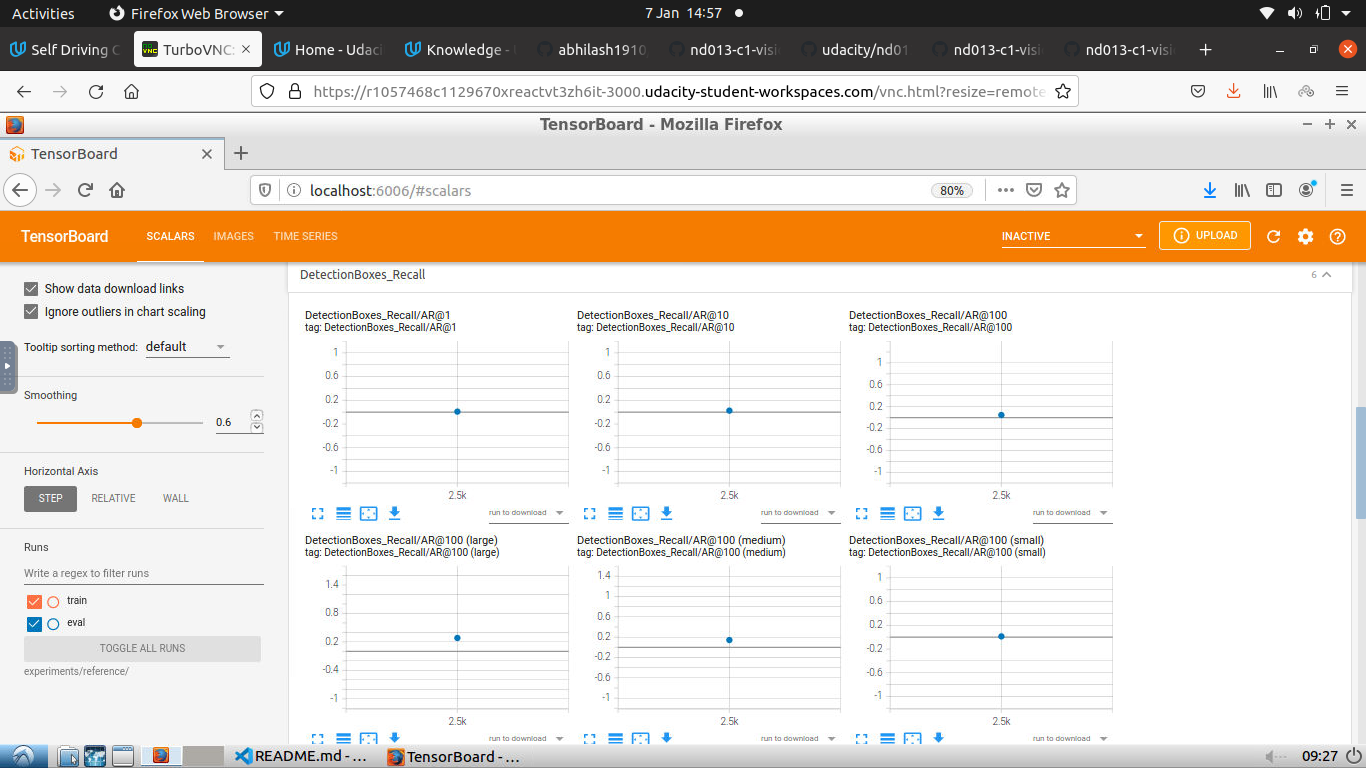 Activities Firefox Web Browser 7 Jan 14:57
Self Driving C TurboVNC: Home - Udaci Knowledge - abhilash1910 nd013-c1-visi udacity/nd01 nd013-c1-visi nd013-c1-visi
https://r1057468c1129670xreactvt3zh6it-3000.udacity-student-workspaces.com/vnc.html?resize=remote
TensorBoard - Mozilla Firefox
TensorBoard
localhost:6006/#scalars 80%
TensorBoard SCALARS IMAGES TIME SERIES INACTIVE UPLOAD
DetectionBoxes_Recall 6
Show data download links
Ignore outliers in chart scaling
Tooltip sorting method: default
Smoothing
0.6
Horizontal Axis
STEP RELATIVE WALL
Runs
Write a regex to filter runs
train
eval
TOGGLE ALL RUNS
experiments/reference/
DetectionBoxes_Recall/AR@1
tag: DetectionBoxes_Recall/AR@1
1
0.6
0.2
-0.2
-0.6
-1
2.5k
run to download
DetectionBoxes_Recall/AR@10
tag: DetectionBoxes_Recall/AR@10
1
0.6
0.2
-0.2
-0.6
-1
2.5k
run to download
DetectionBoxes_Recall/AR@100
tag: DetectionBoxes_Recall/AR@100
1
0.6
0.2
-0.2
-0.6
-1
2.5k
run to download
DetectionBoxes_Recall/AR@100 (large)
tag: DetectionBoxes_Recall/AR@100 (large)
1.4
0.8
0.2
-0.4
-1
2.5k
run to download
DetectionBoxes_Recall/AR@100 (medium)
tag: DetectionBoxes_Recall/AR@100 (medium)
1.4
1
0.6
0.2
-0.2
-0.6
-1
2.5k
run to download
DetectionBoxes_Recall/AR@100 (small)
tag: DetectionBoxes_Recall/AR@100 (small)
1
0.6
0.2
-0.2
-0.6
-1
2.5k
run to download
README.md - ... TensorBoard - ... 09:27